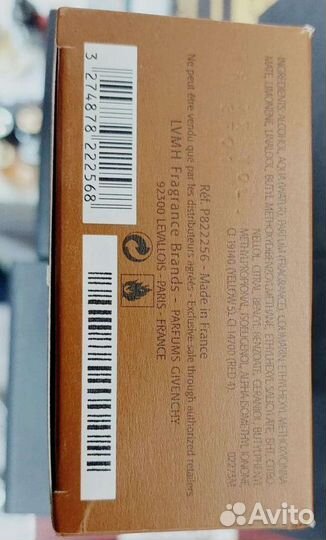 INGREDIENTS: ALCOHOL, AQUA (WATER), PARFUM (FRAGRANCE), COUMARIN, ETHYLHEXYL METHOXYCINNA
MATE, LIMONENE, LINALOOL, BUTYL METHOXYDIBENZOYLMETHANE, ETHYLHEXYL SALICYLATE, BHT, CITRO
NELLOL, CITRAL, BENZYL BENZOATE, GERANIOL, BUTYLPHENYL
METHYLPROPIONAL, ISOEUGENOL, ALPHA-ISOMETHYL IONONE,
CI 19140 (YELLOW 5), CI 14700 (RED 4).
Réf. P822256 - Made in France
Ne peut être vendu que par les distributeurs agréés - Exclusive sale through authorized retailers
LVMH Fragrance Brands - PARFUMS GIVENCHY
92300 LEVALLOIS - PARIS - FRANCE
3 274878 222568
Avito